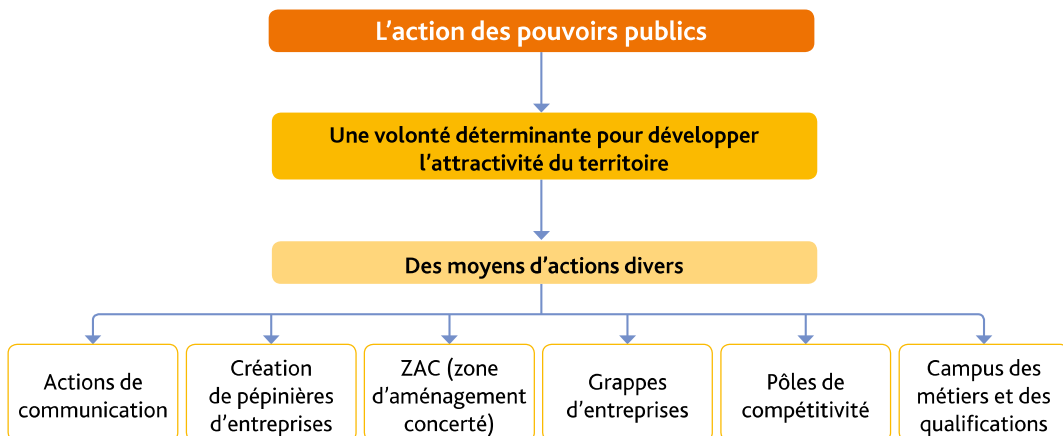 L'action des pouvoirs publics
Une volonté déterminante pour développer
l'attractivité du territoire
Des moyens d'actions divers
Actions de
communication
Création
de pépinières
d'entreprises
ZAC (zone
d'aménagement
concerté)
Grappes
d'entreprises
Pôles de
compétitivité
Campus des
métiers et des
qualifications